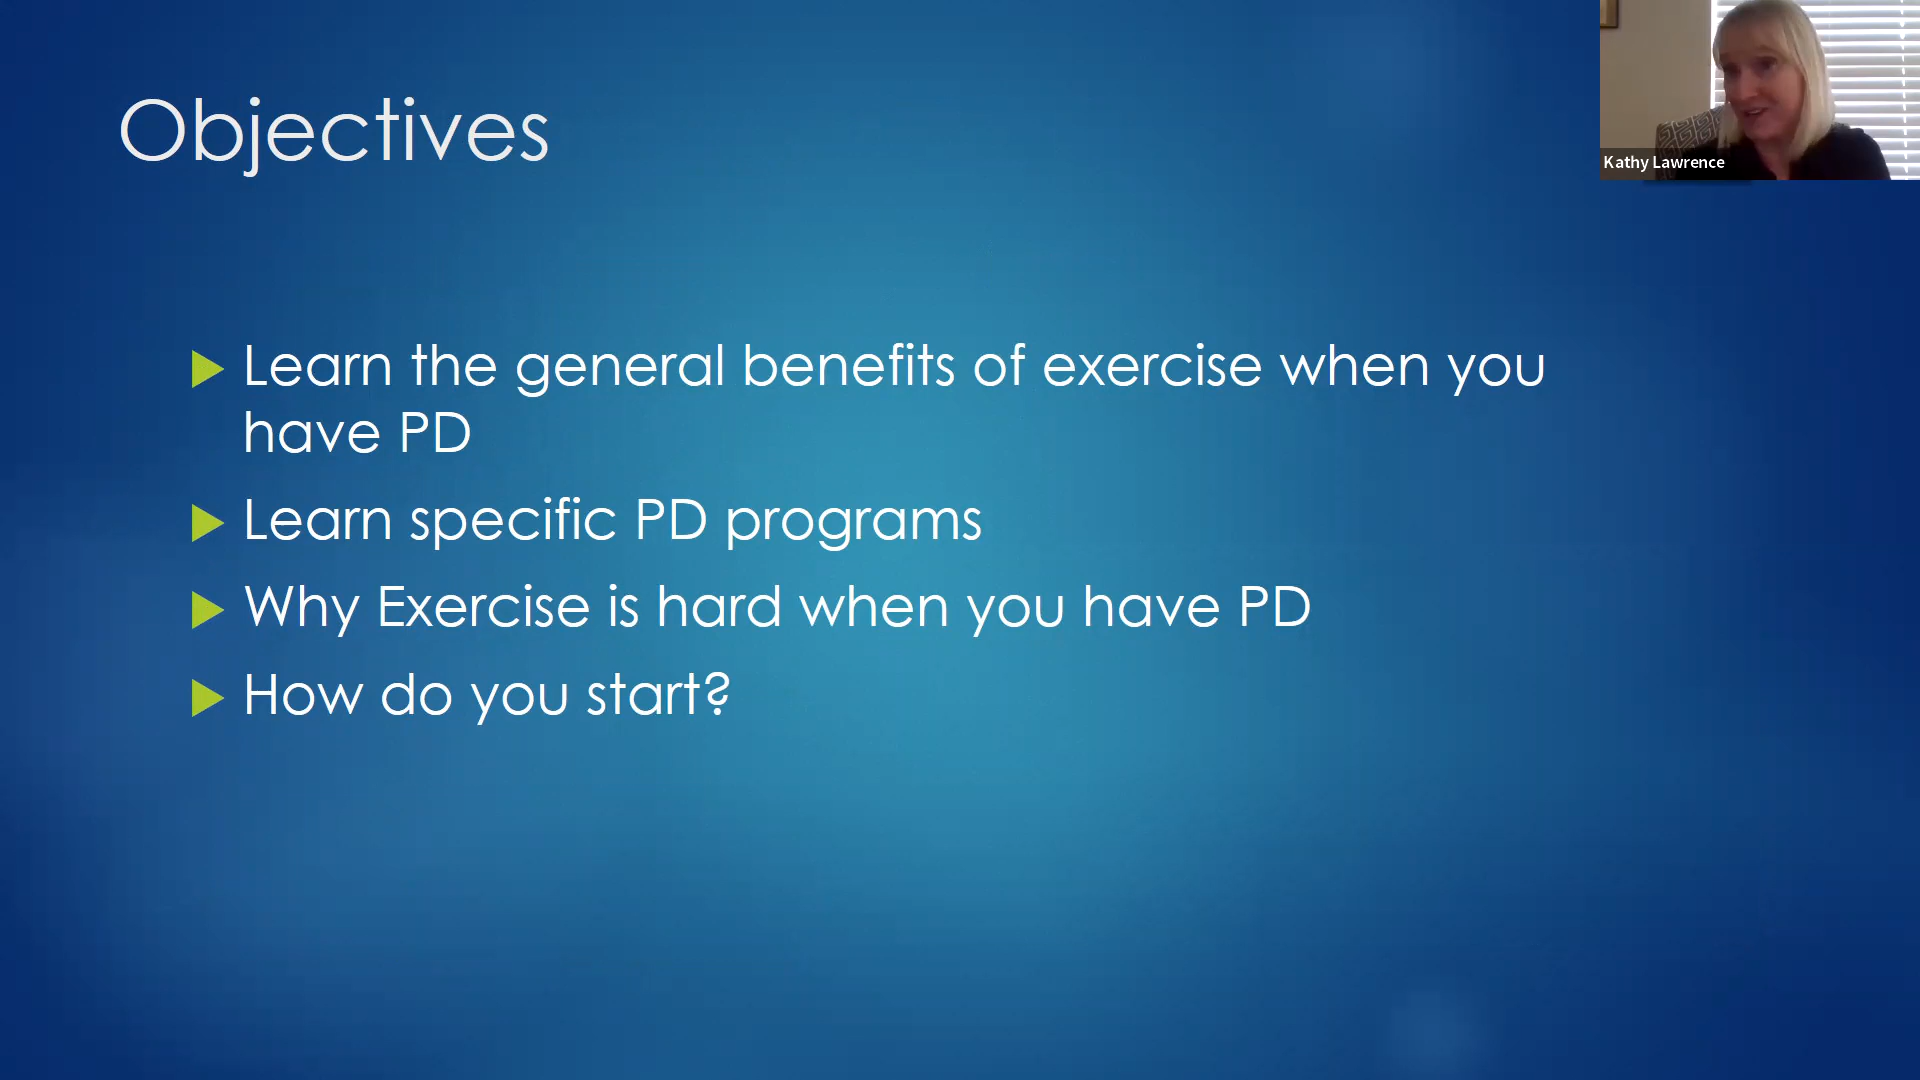 Objectives
Kathy Lawrence
Learn the general benefits of exercise when you
have PD
Learn specific PD programs
Why Exercise is hard when you have PD
How do you start?